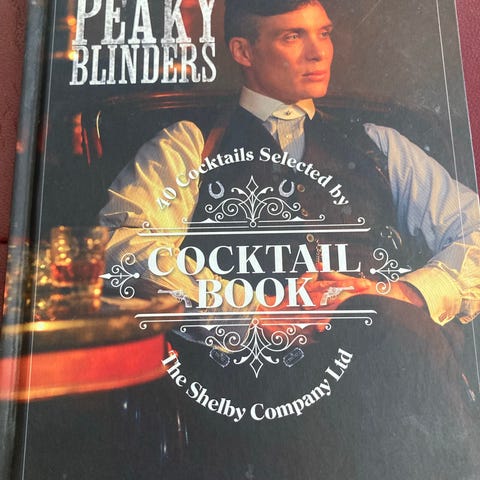 PEAKY
BLINDERS
40 Cocktails Selected by
COCKTAIL
BOOK
The Shelby Company Ltd